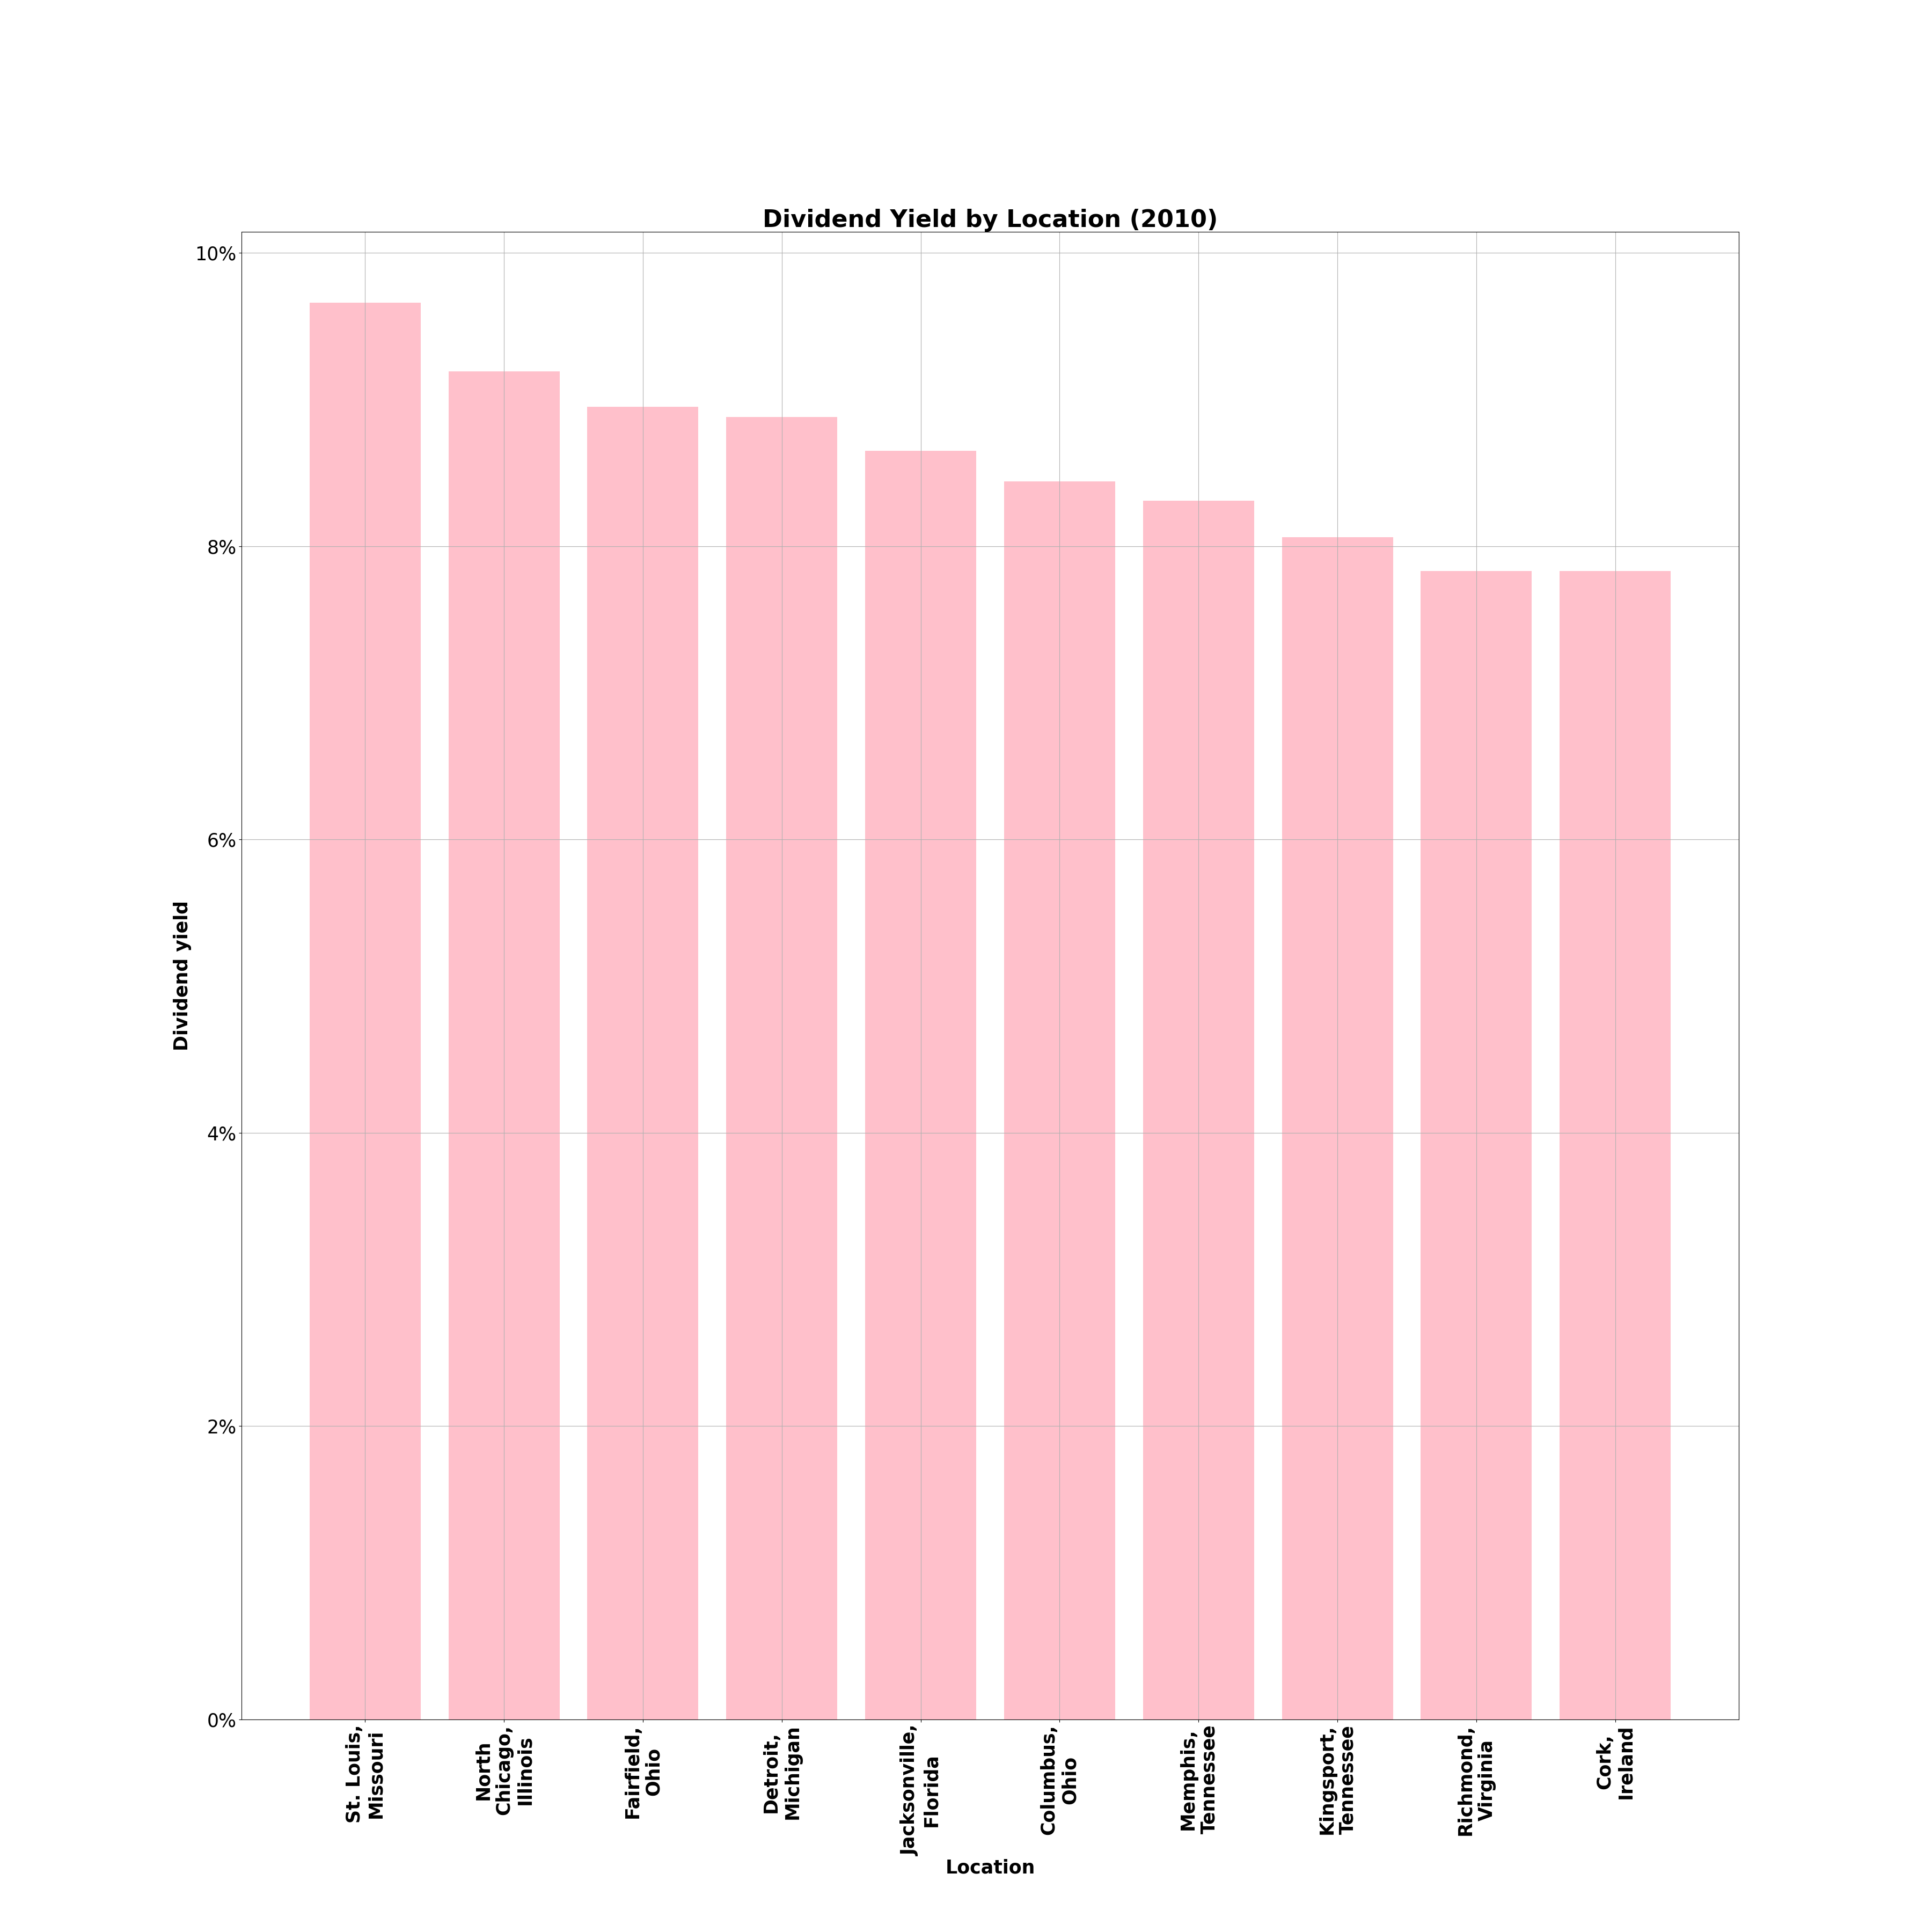 Dividend Yield by Location (2010)
10%
8%
6%
4%
2%
0%
Dividend yield
St. Louis,
Missouri
North
Chicago,
Illinois
Fairfield,
Ohio
Detroit,
Michigan
Jacksonville,
Florida
Columbus,
Ohio
Memphis,
Tennessee
Kingsport,
Tennessee
Richmond,
Virginia
Cork,
Ireland
Location